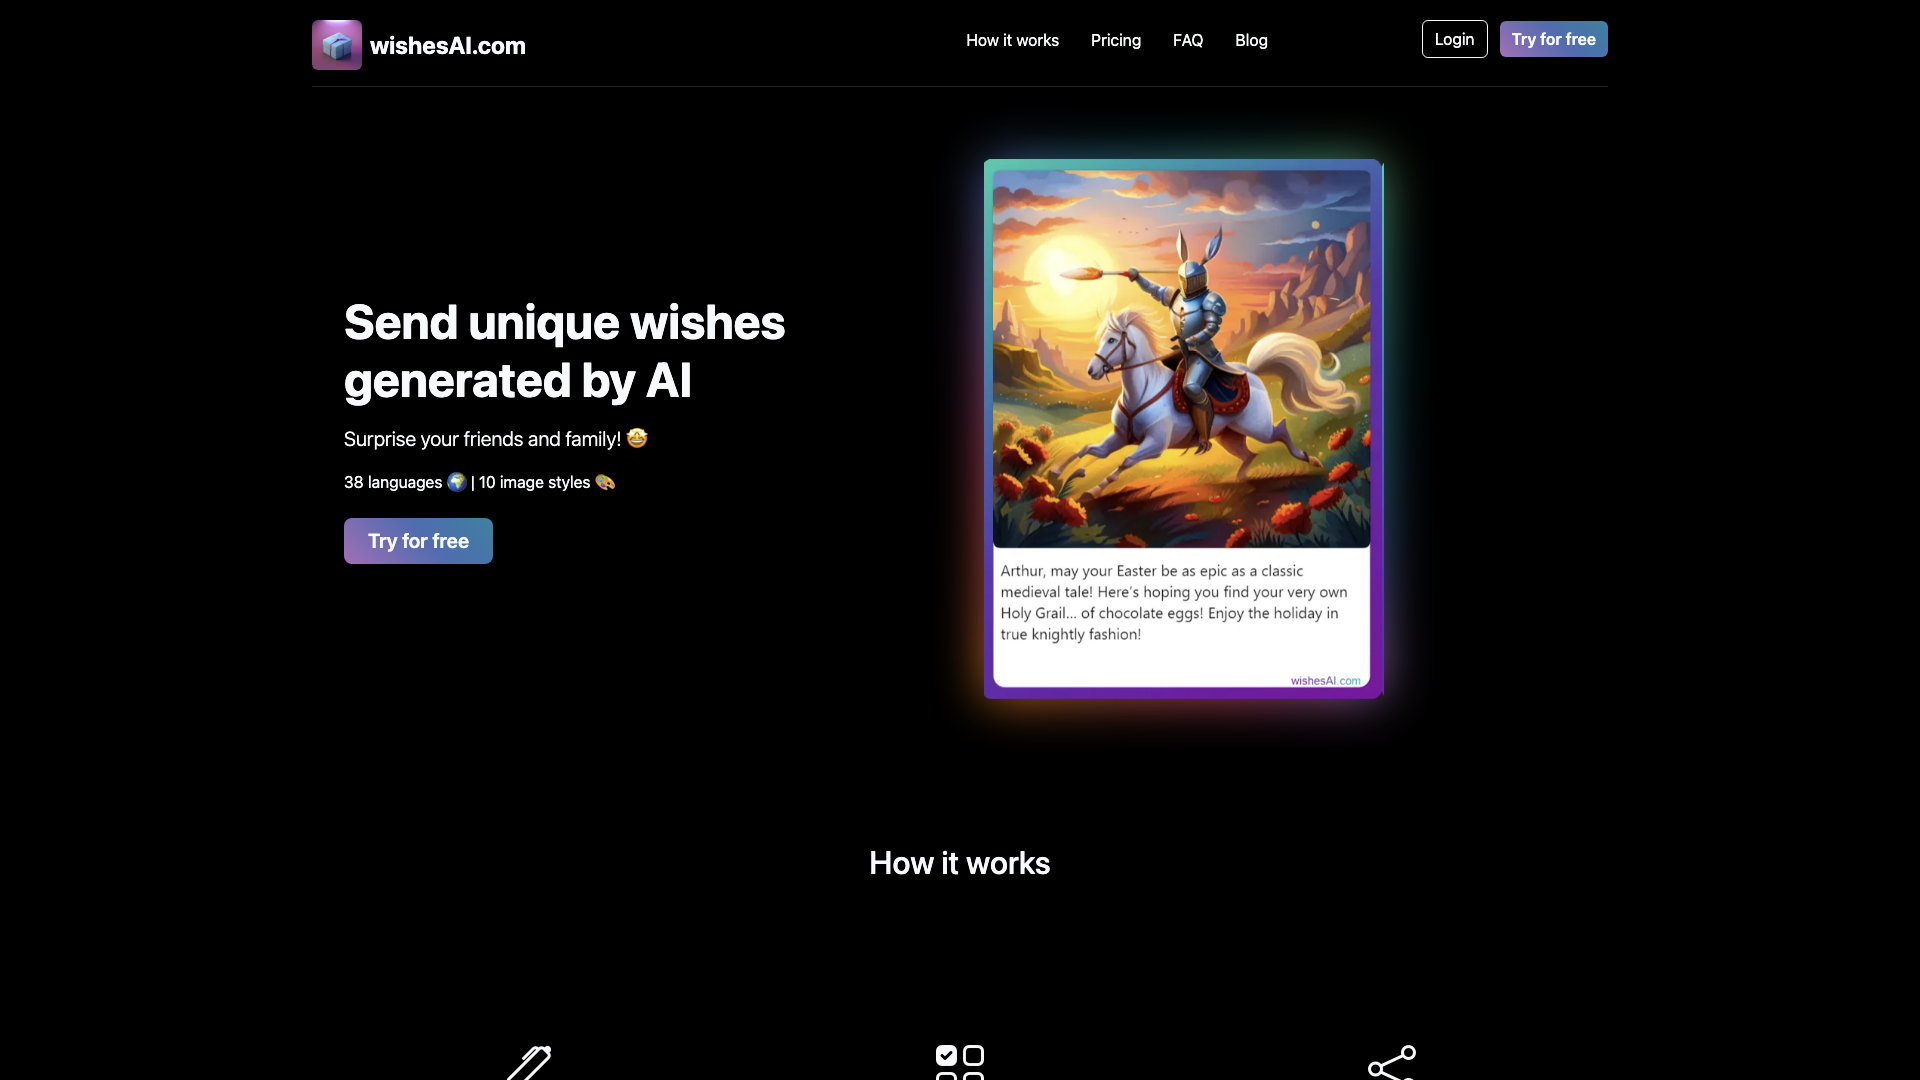 wishesAI.com
How it works
Pricing
FAQ
Blog
Login
Try for free
Send unique wishes
generated by AI
Surprise your friends and family! 🤩
38 languages 🌍 | 10 image styles 🎨
Try for free
Arthur, may your Easter be as epic as a classic
medieval tale! Here's hoping you find your very own
Holy Grail... of chocolate eggs! Enjoy the holiday in
true knightly fashion!
wishesAI.com
How it works